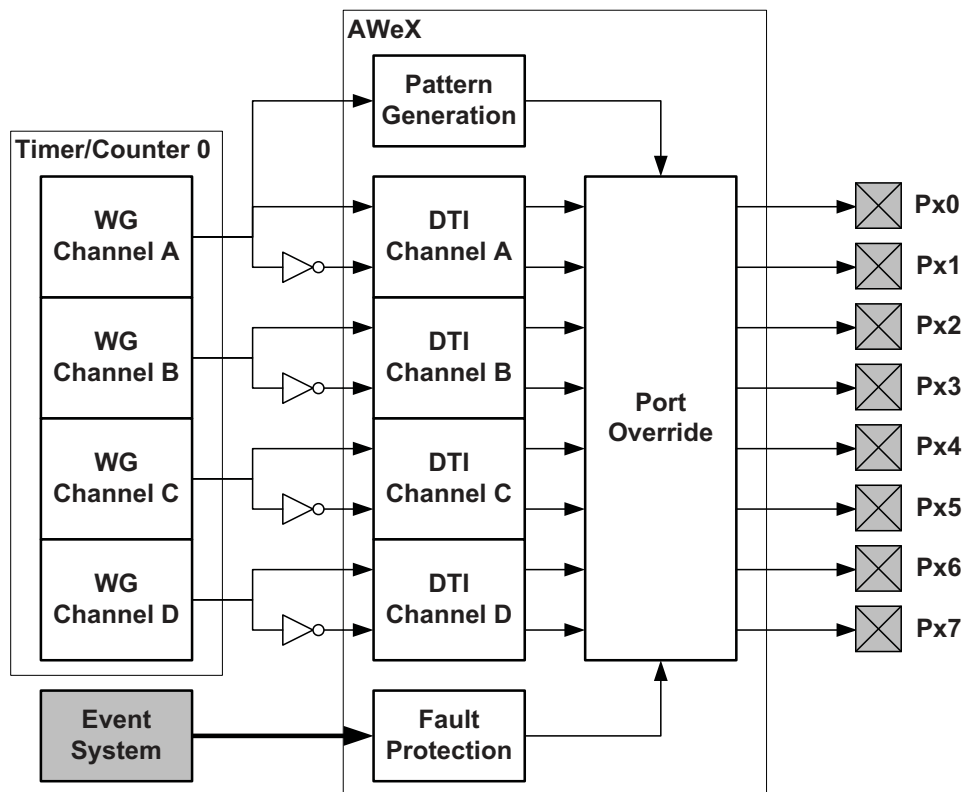 AWeX
Pattern
Generation
Timer/Counter 0
WG
Channel A
DTI
Channel A
Px0
Px1
WG
Channel B
DTI
Channel B
Px2
Px3
Port
Override
WG
Channel C
DTI
Channel C
Px4
Px5
WG
Channel D
DTI
Channel D
Px6
Px7
Event
System
Fault
Protection